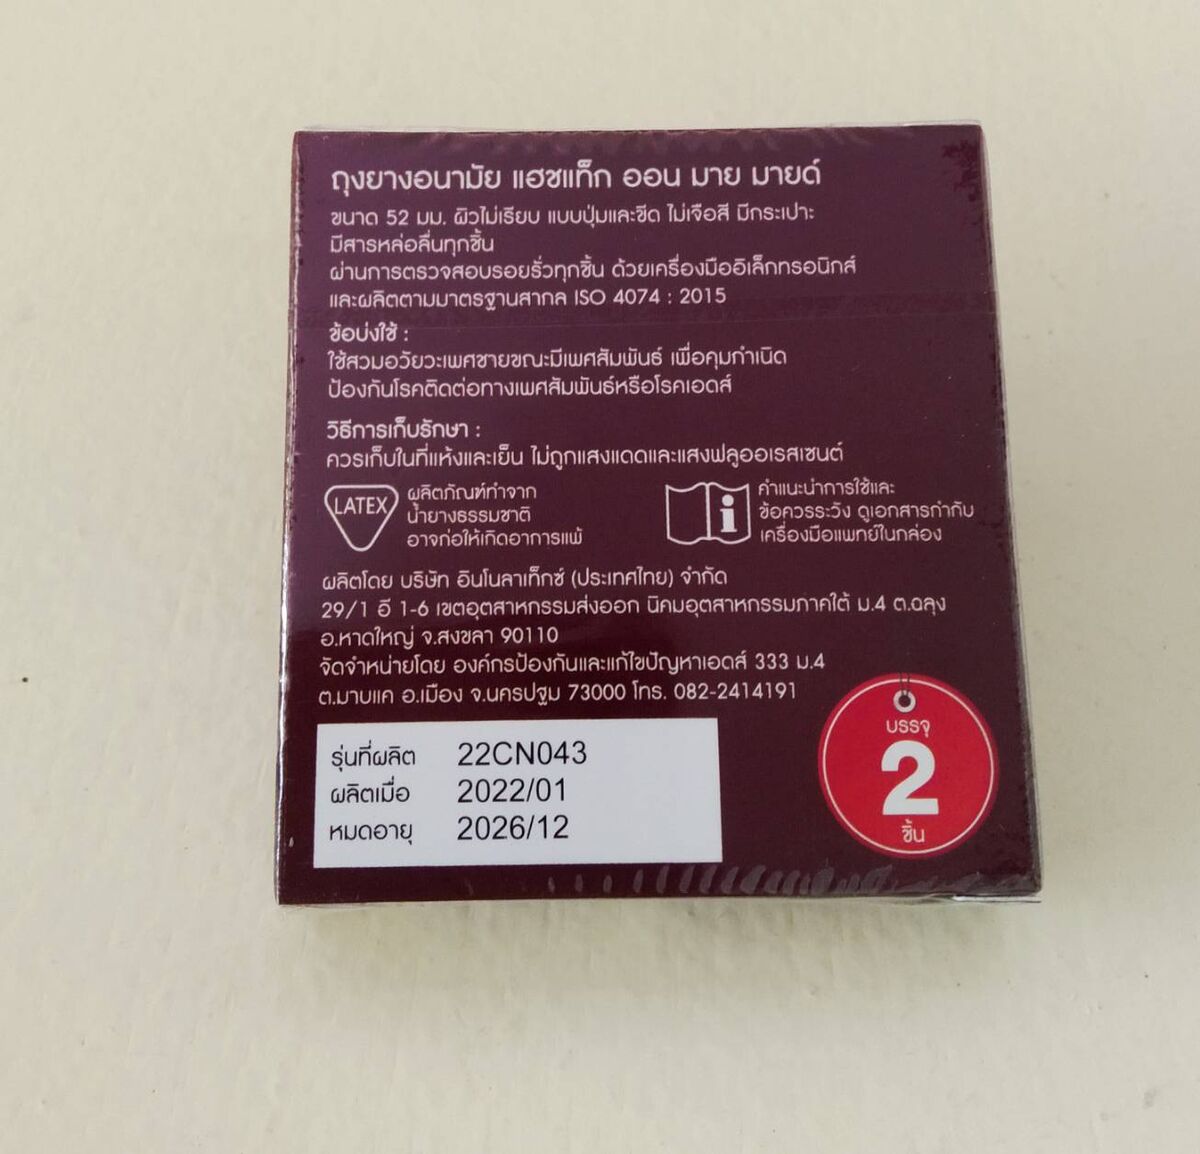 ถุงยางอนามัย แฮชแท็ก ออน มาย มายด์
ขนาด 52 มม. ผิวไม่เรียบ แบบปุ่มและขีด ไม่เจือสี มีกระเปาะ
มีสารหล่อลื่นทุกชิ้น
ผ่านการตรวจสอบรอยรั่วทุกชิ้น ด้วยเครื่องมืออิเล็กทรอนิกส์
และผลิตตามมาตรฐานสากล ISO 4074 : 2015
ข้อบ่งใช้ :
ใช้สวมอวัยวะเพศชายขณะมีเพศสัมพันธ์ เพื่อคุมกำเนิด
ป้องกันโรคติดต่อทางเพศสัมพันธ์หรือโรคเอดส์
วิธีการเก็บรักษา :
ควรเก็บในที่แห้งและเย็น ไม่ถูกแสงแดดและแสงฟลูออเรสเซนต์
LATEX
ผลิตภัณฑ์ทำจาก
น้ำยางธรรมชาติ
อาจก่อให้เกิดอาการแพ้
i
คำแนะนำการใช้และ
ข้อควรระวัง ดูเอกสารกำกับ
เครื่องมือแพทย์ในกล่อง
ผลิตโดย บริษัท อินโนลาเท็กซ์ (ประเทศไทย) จำกัด
29/1 อี 1-6 เขตอุตสาหกรรมส่งออก นิคมอุตสาหกรรมภาคใต้ ม.4 ต.ฉลุง
อ.หาดใหญ่ จ.สงขลา 90110
จัดจำหน่ายโดย องค์กรป้องกันและแก้ไขปัญหาเอดส์ 333 ม.4
ต.มาบแค อ.เมือง จ.นครปฐม 73000 โทร. 082-2414191
รุ่นที่ผลิต 22CN043
ผลิตเมื่อ 2022/01
หมดอายุ 2026/12
บรรจุ
2
ชิ้น